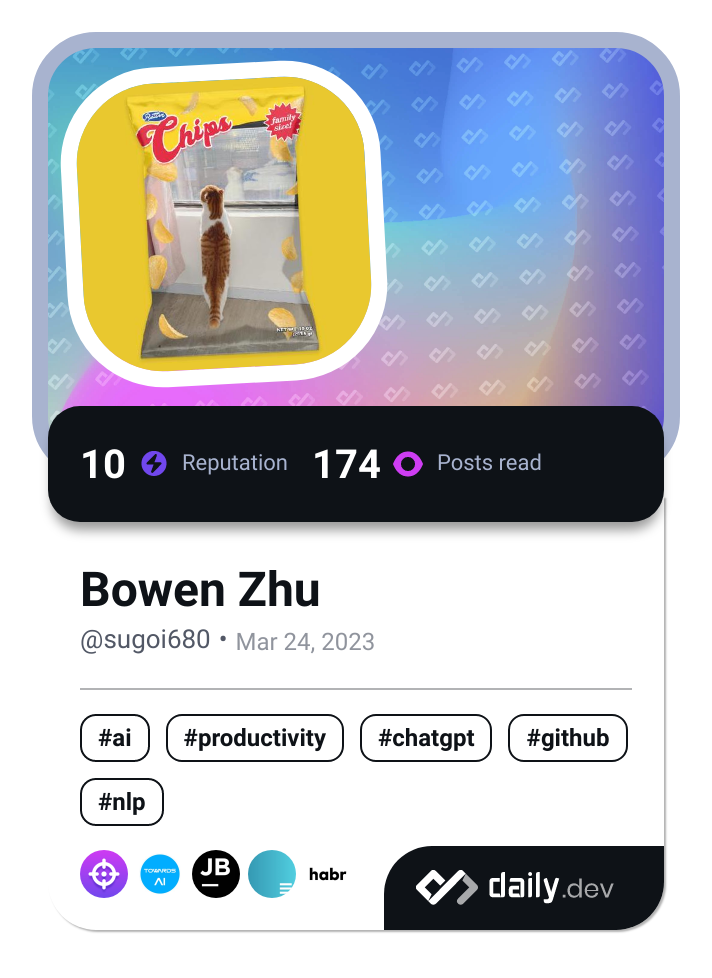 Chips
family
size!
10 Reputation 174 Posts read
Bowen Zhu
@sugoi680 • Mar 24, 2023
#ai #productivity #chatgpt #github
#nlp
TOWARDS
AI
JB
habr
daily.dev